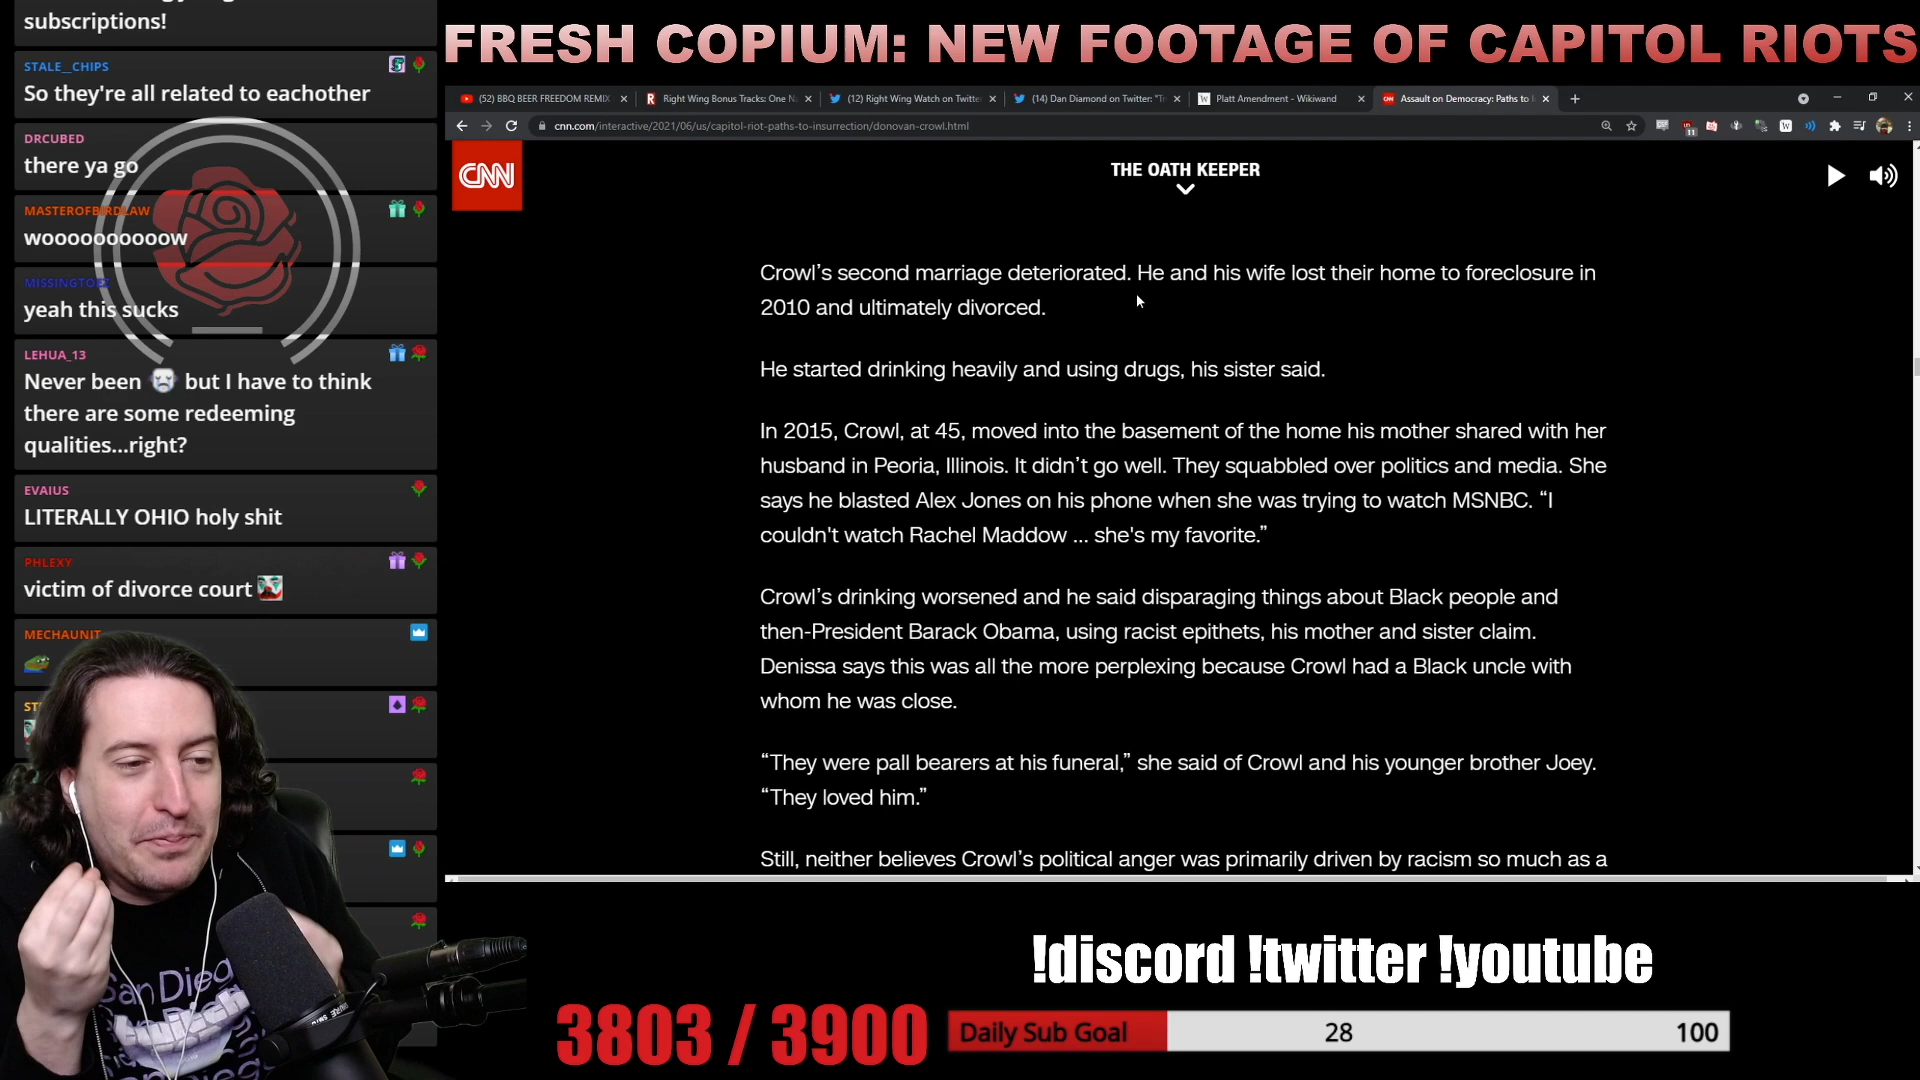 subscriptions!
STALE__CHIPS
So they're all related to eachother
DRCUBED
there ya go
MASTEROFBIRDLAW
woooooooooow
MISSINGTOEZ
yeah this sucks
LEHUA_13
Never been but I have to think
there are some redeeming
qualities...right?
EVAIUS
LITERALLY OHIO holy shit
PHLEXY
victim of divorce court
MECHAUNIT
ST
San Diego
FRESH COPIUM: NEW FOOTAGE OF CAPITOL RIOTS
(52) BBQ BEER FREEDOM REMIX
Right Wing Bonus Tracks: One N
(12) Right Wing Watch on Twitte
(14) Dan Diamond on Twitter: "T
Platt Amendment - Wikiwand
Assault on Democracy: Paths to I
cnn.com/interactive/2021/06/us/capitol-riot-paths-to-insurrection/donovan-crowl.html
CNN
THE OATH KEEPER
Crowl’s second marriage deteriorated. He and his wife lost their home to foreclosure in
2010 and ultimately divorced.
He started drinking heavily and using drugs, his sister said.
In 2015, Crowl, at 45, moved into the basement of the home his mother shared with her
husband in Peoria, Illinois. It didn’t go well. They squabbled over politics and media. She
says he blasted Alex Jones on his phone when she was trying to watch MSNBC. “I
couldn't watch Rachel Maddow ... she's my favorite.”
Crowl’s drinking worsened and he said disparaging things about Black people and
then-President Barack Obama, using racist epithets, his mother and sister claim.
Denissa says this was all the more perplexing because Crowl had a Black uncle with
whom he was close.
“They were pall bearers at his funeral,” she said of Crowl and his younger brother Joey.
“They loved him.”
Still, neither believes Crowl’s political anger was primarily driven by racism so much as a
!discord !twitter !youtube
3803 / 3900
Daily Sub Goal 28 100